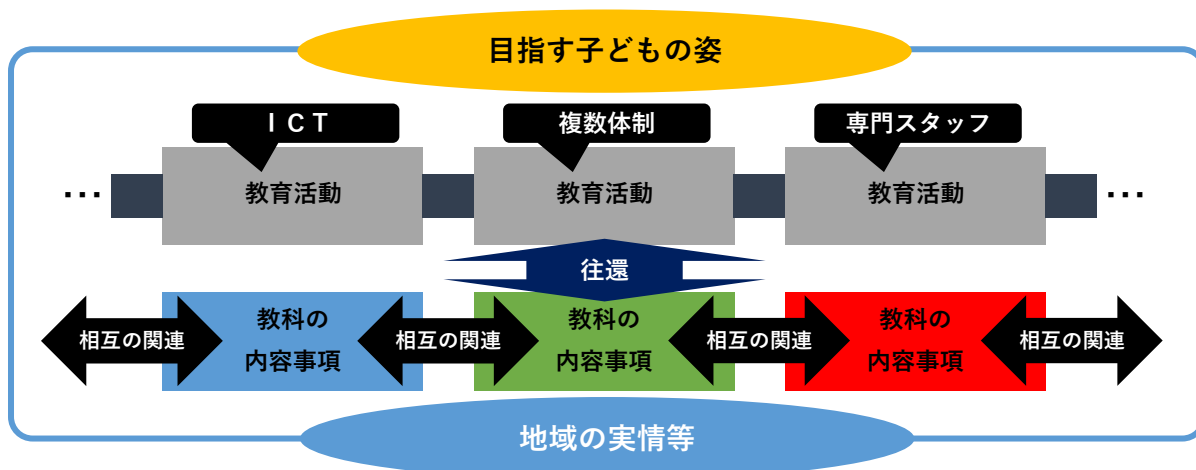 目指す子どもの姿
ＩＣＴ
複数体制
専門スタッフ
…
教育活動
教育活動
教育活動
…
往還
相互の関連
教科の
内容事項
相互の関連
教科の
内容事項
相互の関連
教科の
内容事項
相互の関連
地域の実情等